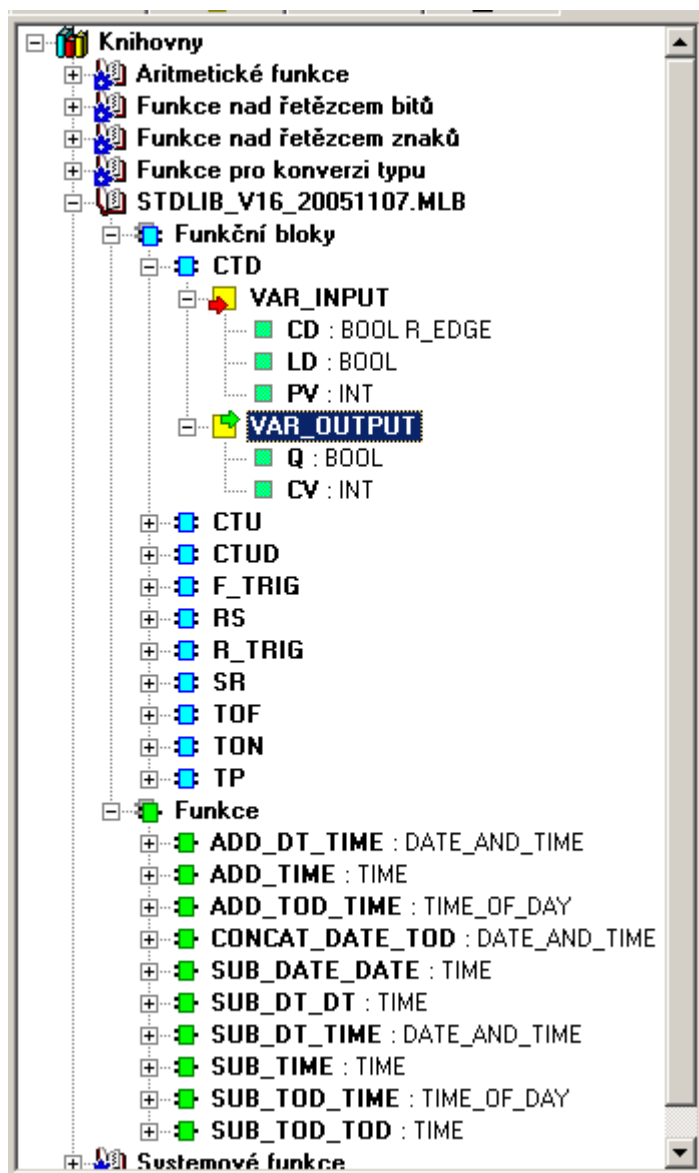 Knihovny
Aritmetické funkce
Funkce nad řetězcem bitů
Funkce nad řetězcem znaků
Funkce pro konverzi typu
STDLIB_V16_20051107.MLB
Funkční bloky
CTD
VAR_INPUT
CD : BOOL R_EDGE
LD : BOOL
PV : INT
VAR_OUTPUT
Q : BOOL
CV : INT
CTU
CTUD
F_TRIG
RS
R_TRIG
SR
TOF
TON
TP
Funkce
ADD_DT_TIME : DATE_AND_TIME
ADD_TIME : TIME
ADD_TOD_TIME : TIME_OF_DAY
CONCAT_DATE_TOD : DATE_AND_TIME
SUB_DATE_DATE : TIME
SUB_DT_DT : TIME
SUB_DT_TIME : DATE_AND_TIME
SUB_TIME : TIME
SUB_TOD_TIME : TIME_OF_DAY
SUB_TOD_TOD : TIME
Systemové funkce